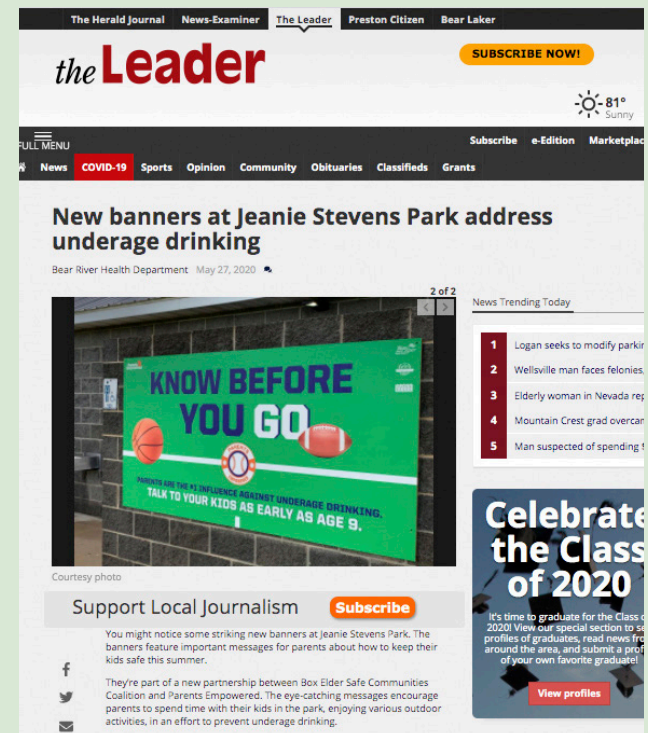 The Herald Journal News-Examiner The Leader Preston Citizen Bear Laker
the Leader
SUBSCRIBE NOW!
81°
Sunny
FULL MENU
Subscribe e-Edition
News COVID-19 Sports Opinion Community Obituaries Classifieds Grants
New banners at Jeanie Stevens Park address
underage drinking
Bear River Health Department May 27, 2020
2 of 2
KNOW BEFORE
YOU GO
PARENTS ARE THE #1 INFLUENCE AGAINST UNDERAGE DRINKING.
TALK TO YOUR KIDS AS EARLY AS AGE 9.
Courtesy photo
Support Local Journalism Subscribe
You might notice some striking new banners at Jeanie Stevens Park. The
banners feature important messages for parents about how to keep their
kids safe this summer.
They're part of a new partnership between Box Elder Safe Communities
Coalition and Parents Empowered. The eye-catching messages encourage
parents to spend time with their kids in the park, enjoying various outdoor
activities, in an effort to prevent underage drinking.
News Trending Today
1 Logan seeks to modify
2 Wellsville man faces felonies,
3 Elderly woman in Nevada
4 Mountain Crest grad
5 Man suspected of spending
Celebrate
the Class
of 2020
It's time to graduate for the Class
2020! View our special section to
profiles of graduates, read news
around the area, and submit a
of your own favorite graduate!
View profiles